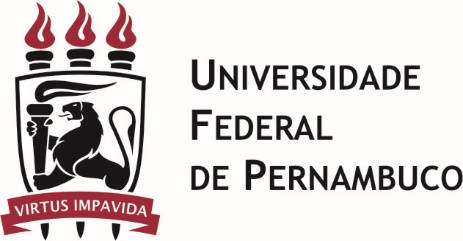 UNIVERSIDADE
FEDERAL
DE PERNAMBUCO
VIRTUS IMPAVIDA